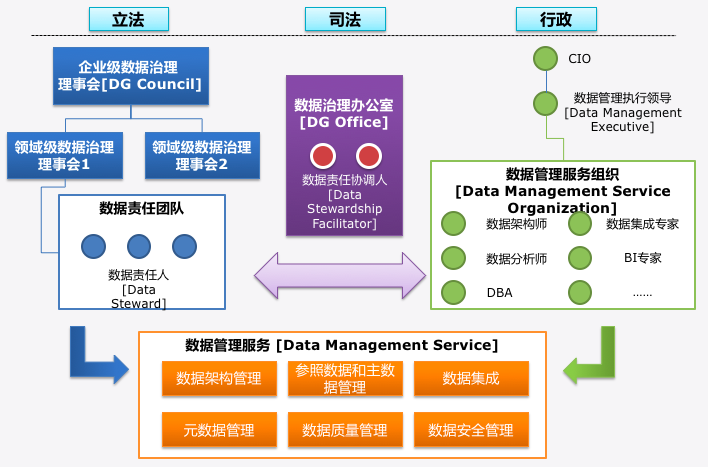 立法
司法
行政
企业级数据治理
理事会[DG Council]
领域级数据治理
理事会1
领域级数据治理
理事会2
数据责任团队
数据责任人
[Data
Steward]
数据治理办公室
[DG Office]
数据责任协调人
[Data
Stewardship
Facilitator]
CIO
数据管理执行领导
[Data Management
Executive]
数据管理服务组织
[Data Management Service
Organization]
数据架构师
数据集成专家
数据分析师
BI专家
DBA
......
数据管理服务 [Data Management Service]
数据架构管理
参照数据和主数
据管理
数据集成
元数据管理
数据质量管理
数据安全管理